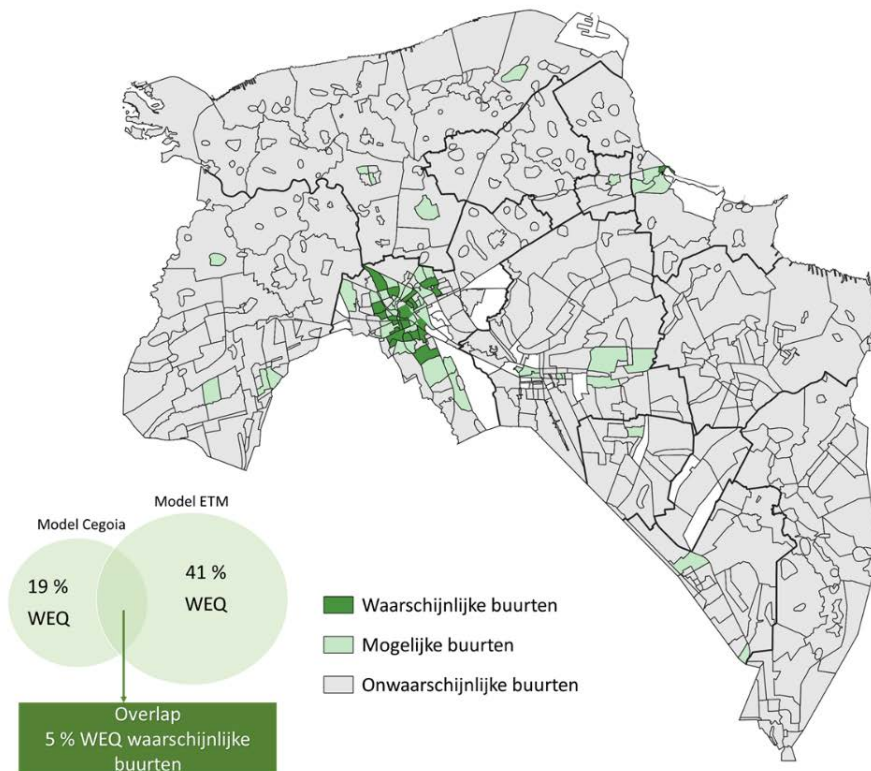 Model ETM
Model Cegoia
19 %
WEQ
41 %
WEQ
Overlap
5 % WEQ waarschijnlijke
buurten
Waarschijnlijke buurten
Mogelijke buurten
Onwaarschijnlijke buurten